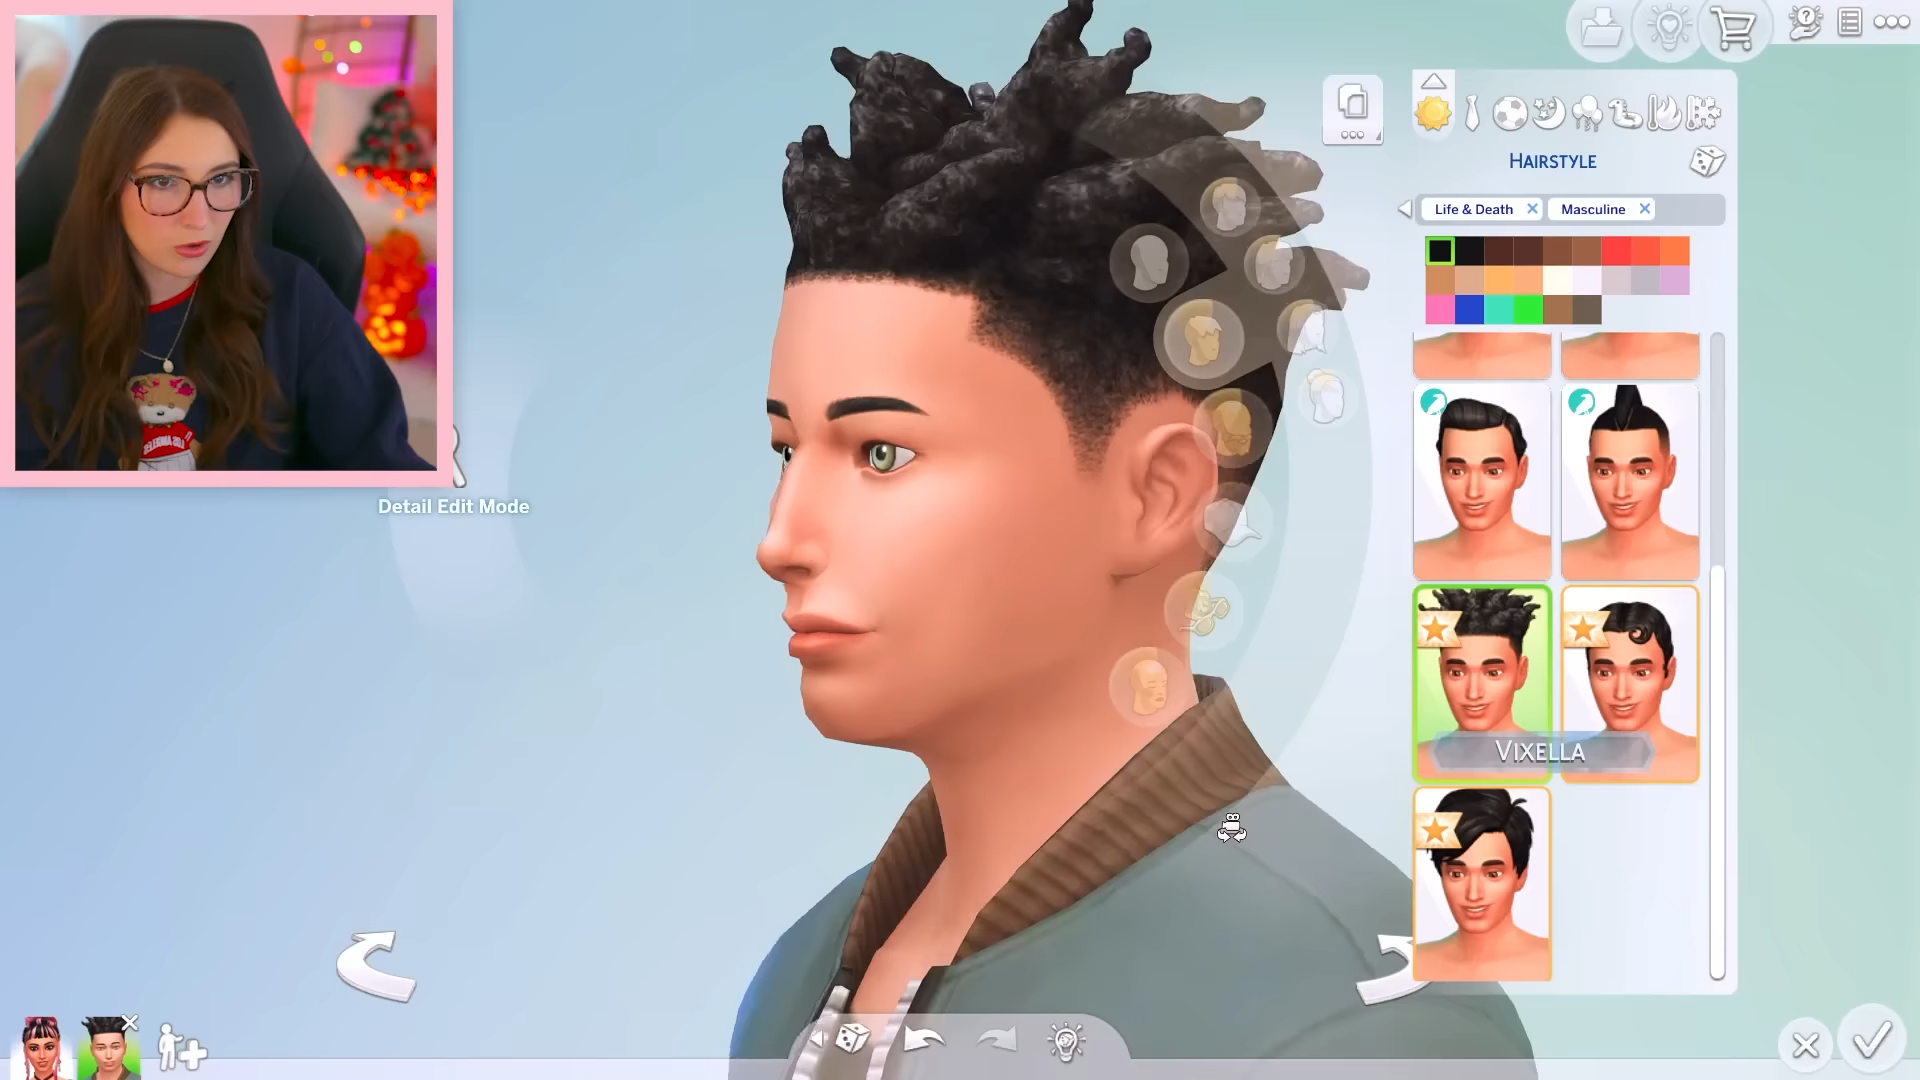 HAIRSTYLE
Life & Death
Masculine
Detail Edit Mode
VIXELLA